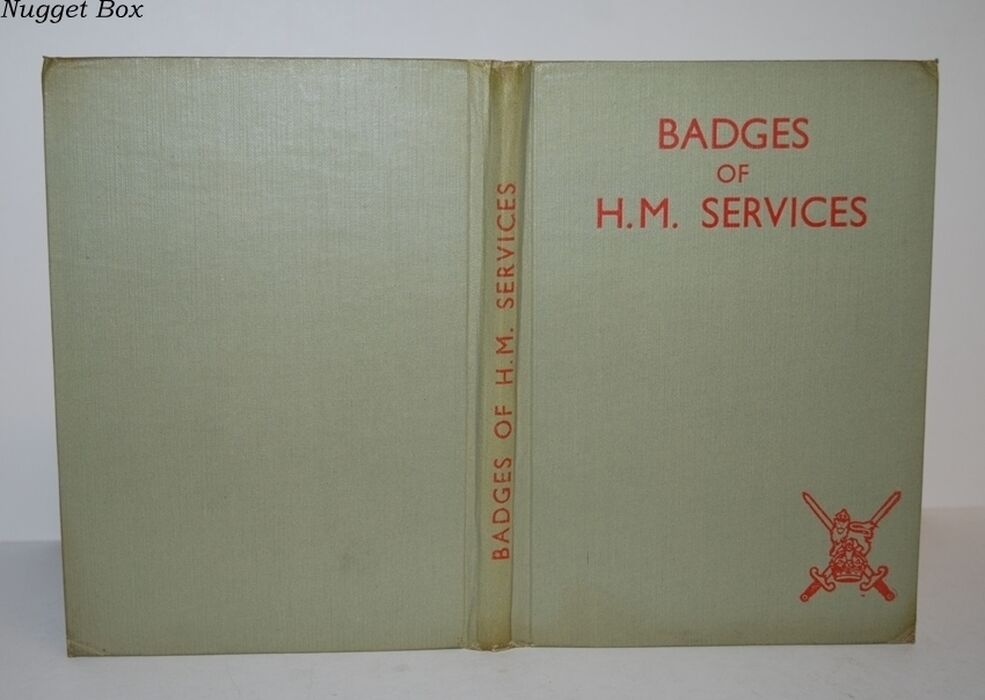 Nugget Box
BADGES OF H.M. SERVICES
BADGES
OF
H.M. SERVICES